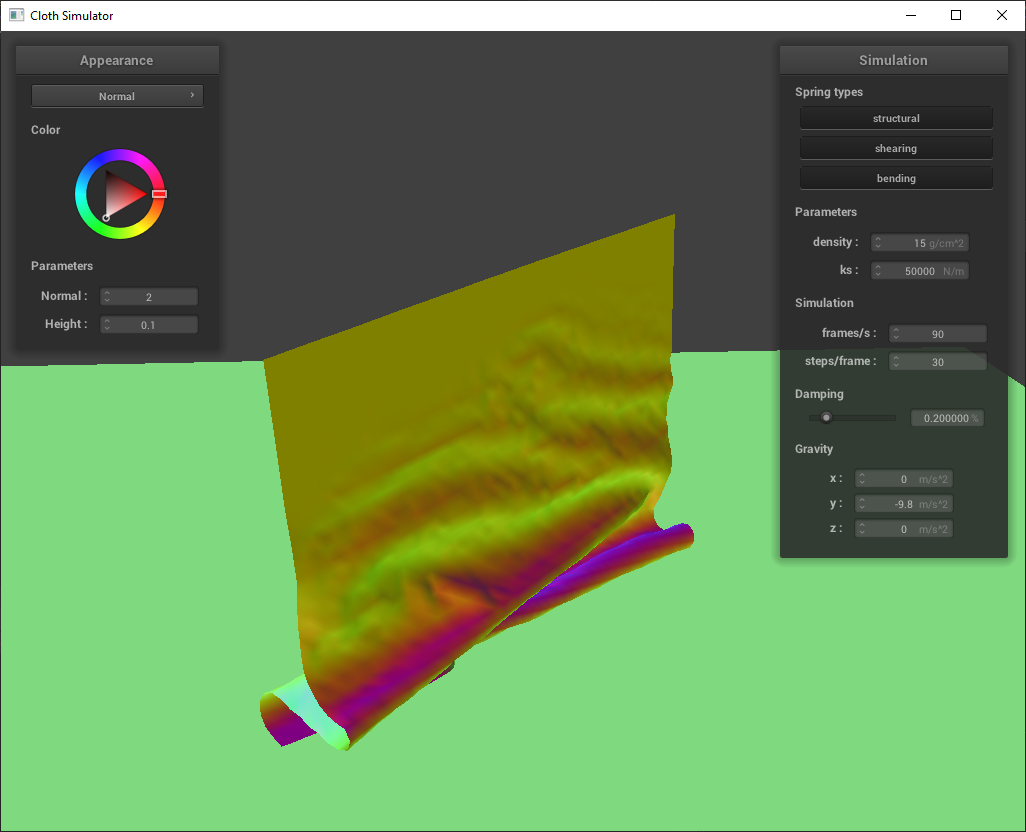 Cloth Simulator
Appearance
Normal
Color
Parameters
Normal : 2
Height : 0.1
Simulation
Spring types
structural
shearing
bending
Parameters
density : 15 g/cm^2
ks : 50000 N/m
Simulation
frames/s : 90
steps/frame : 30
Damping
0.200000 %
Gravity
x : 0 m/s^2
y : -9.8 m/s^2
z : 0 m/s^2